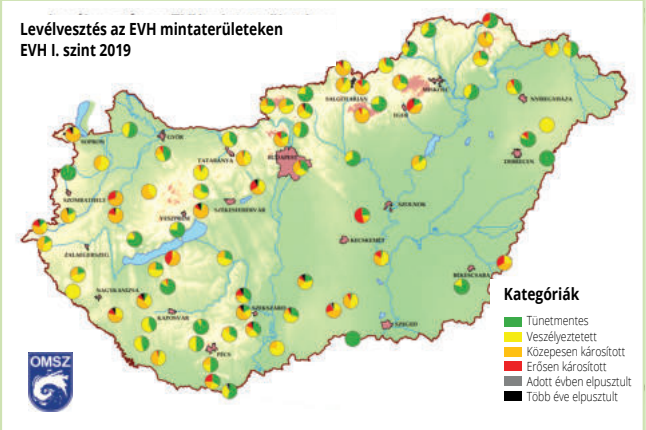 Levélvesztés az EVH mintaterületeken
EVH I. szint 2019
MISKOLC
SALGÓTARJÁN
EGER
NYÍREGYHÁZA
SOPRON
GYŐR
TATABÁNYA
BUDAPEST
DEBRECEN
SZOMBATHELY
SZÉKESFEHÉRVÁR
SZOLNOK
VESZPRÉM
KECSKEMÉT
ZALAEGERSZEG
BÉKÉSCSABA
NAGYKANIZSA
KAPOSVÁR
SZEKSZÁRD
SZEGED
PÉCS
Kategóriák
Tünetmentes
Veszélyeztetett
Közepesen károsított
Erősen károsított
Adott évben elpusztult
Több éve elpusztult
OMSZ